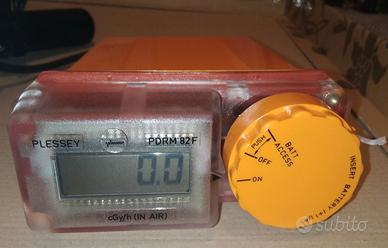 PLESSEY
PDRM 82F
0.0
cGy/h (IN AIR)
PUSH
BATT
ACCESS
OFF
ON
INSERT BATTERY (+)
subito